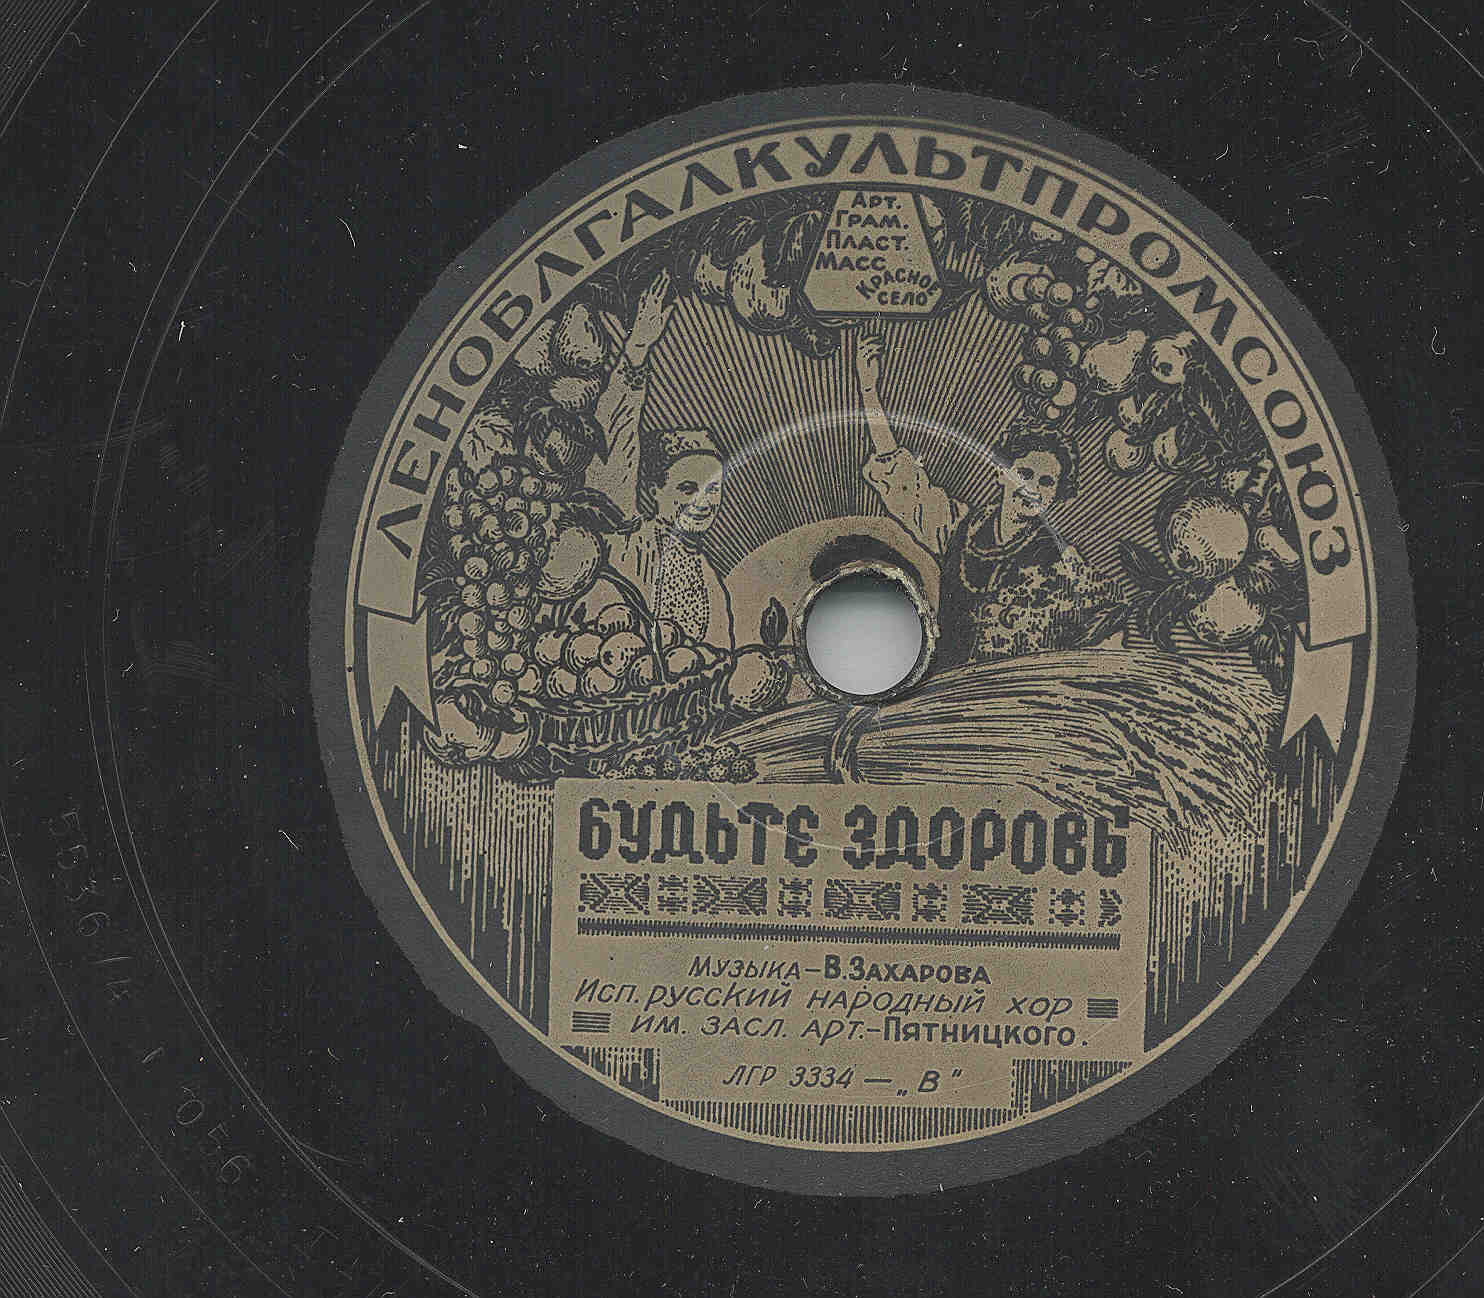 ЛЕНОБЛГАЛКУЛЬТПРОМСОЮЗ
Арт.
Грам.
Пласт.
Масс
Красное
село
БУДЬТЕ ЗДОРОВЫ
Музыка–В.Захарова
Исп. русский народный хор
им. засл. арт.–Пятницкого.
ЛГР 3334 — „В"